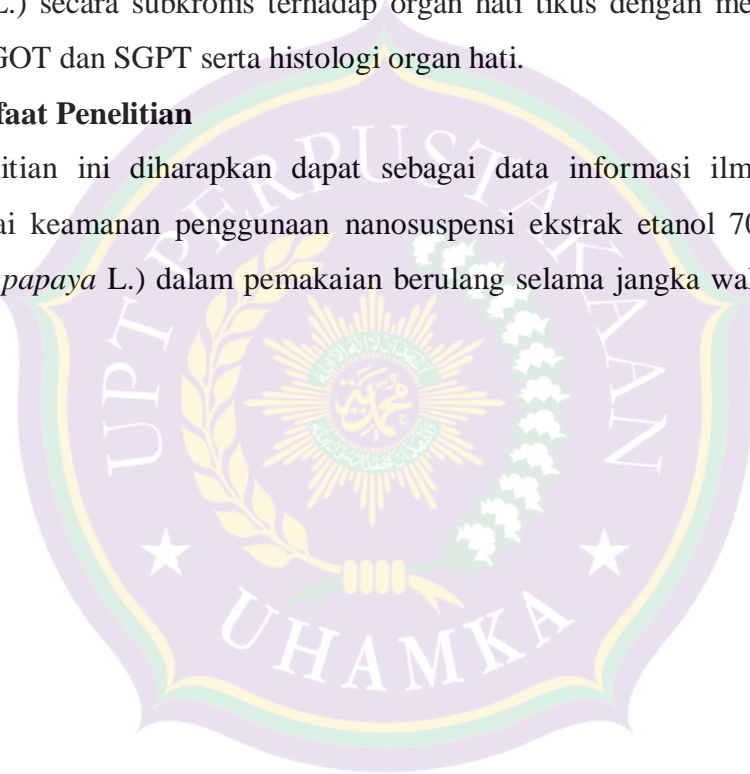 L.) secara subkronis terhadap organ hati tikus dengan me
GOT dan SGPT serta histologi organ hati.
faat Penelitian
itian ini diharapkan dapat sebagai data informasi ilm
ai keamanan penggunaan nanosuspensi ekstrak etanol 70
papaya L.) dalam pemakaian berulang selama jangka wa
UPT PERPUSTAKAAN
UHAMKA